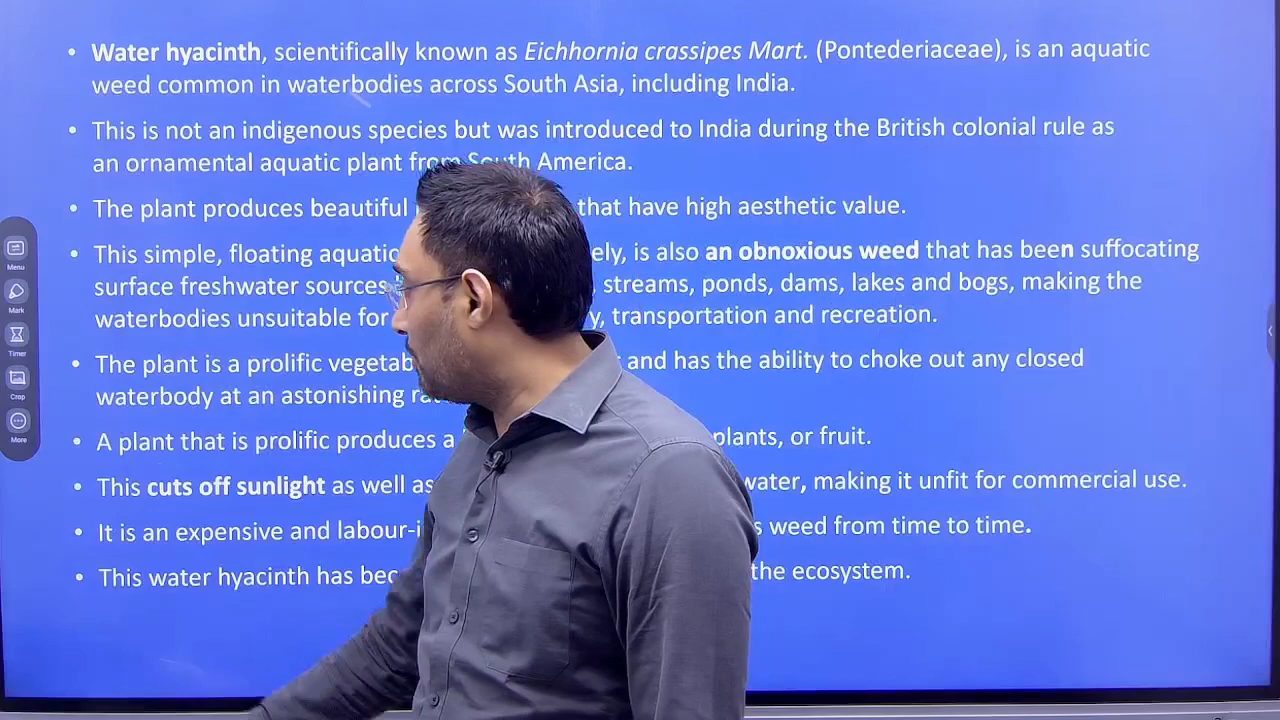 • Water hyacinth, scientifically known as Eichhornia crassipes Mart. (Pontederiaceae), is an aquatic
weed common in waterbodies across South Asia, including India.
• This is not an indigenous species but was introduced to India during the British colonial rule as
an ornamental aquatic plant from South America.
• The plant produces beautiful that have high aesthetic value.
• This simple, floating aquatic is also an obnoxious weed that has been suffocating
surface freshwater sources streams, ponds, dams, lakes and bogs, making the
waterbodies unsuitable for transportation and recreation.
• The plant is a prolific and has the ability to choke out any closed
waterbody at an astonishing
• A plant that is prolific produces a plants, or fruit.
• This cuts off sunlight as well as water, making it unfit for commercial use.
• It is an expensive and weed from time to time.
• This water hyacinth has the ecosystem.
Menu
Mark
Timer
Crop
More